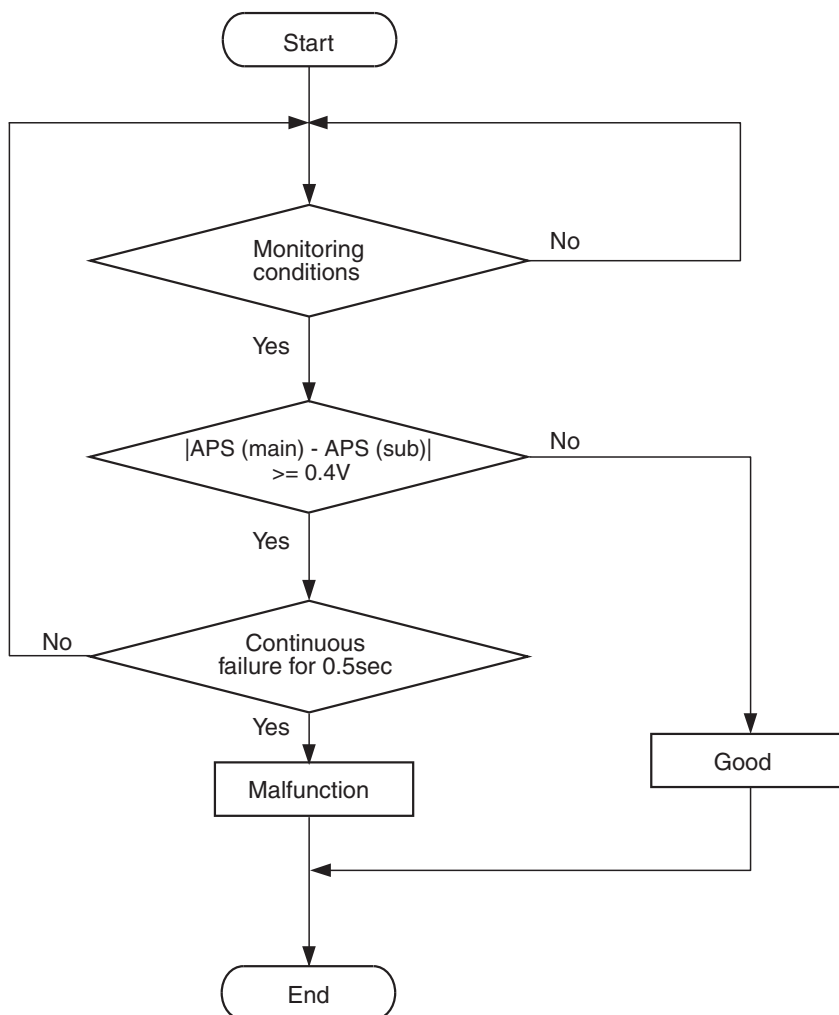 Start
Monitoring
conditions
No
Yes
|APS (main) - APS (sub)|
>= 0.4V
No
Yes
Continuous
failure for 0.5sec
No
Yes
Malfunction
Good
End